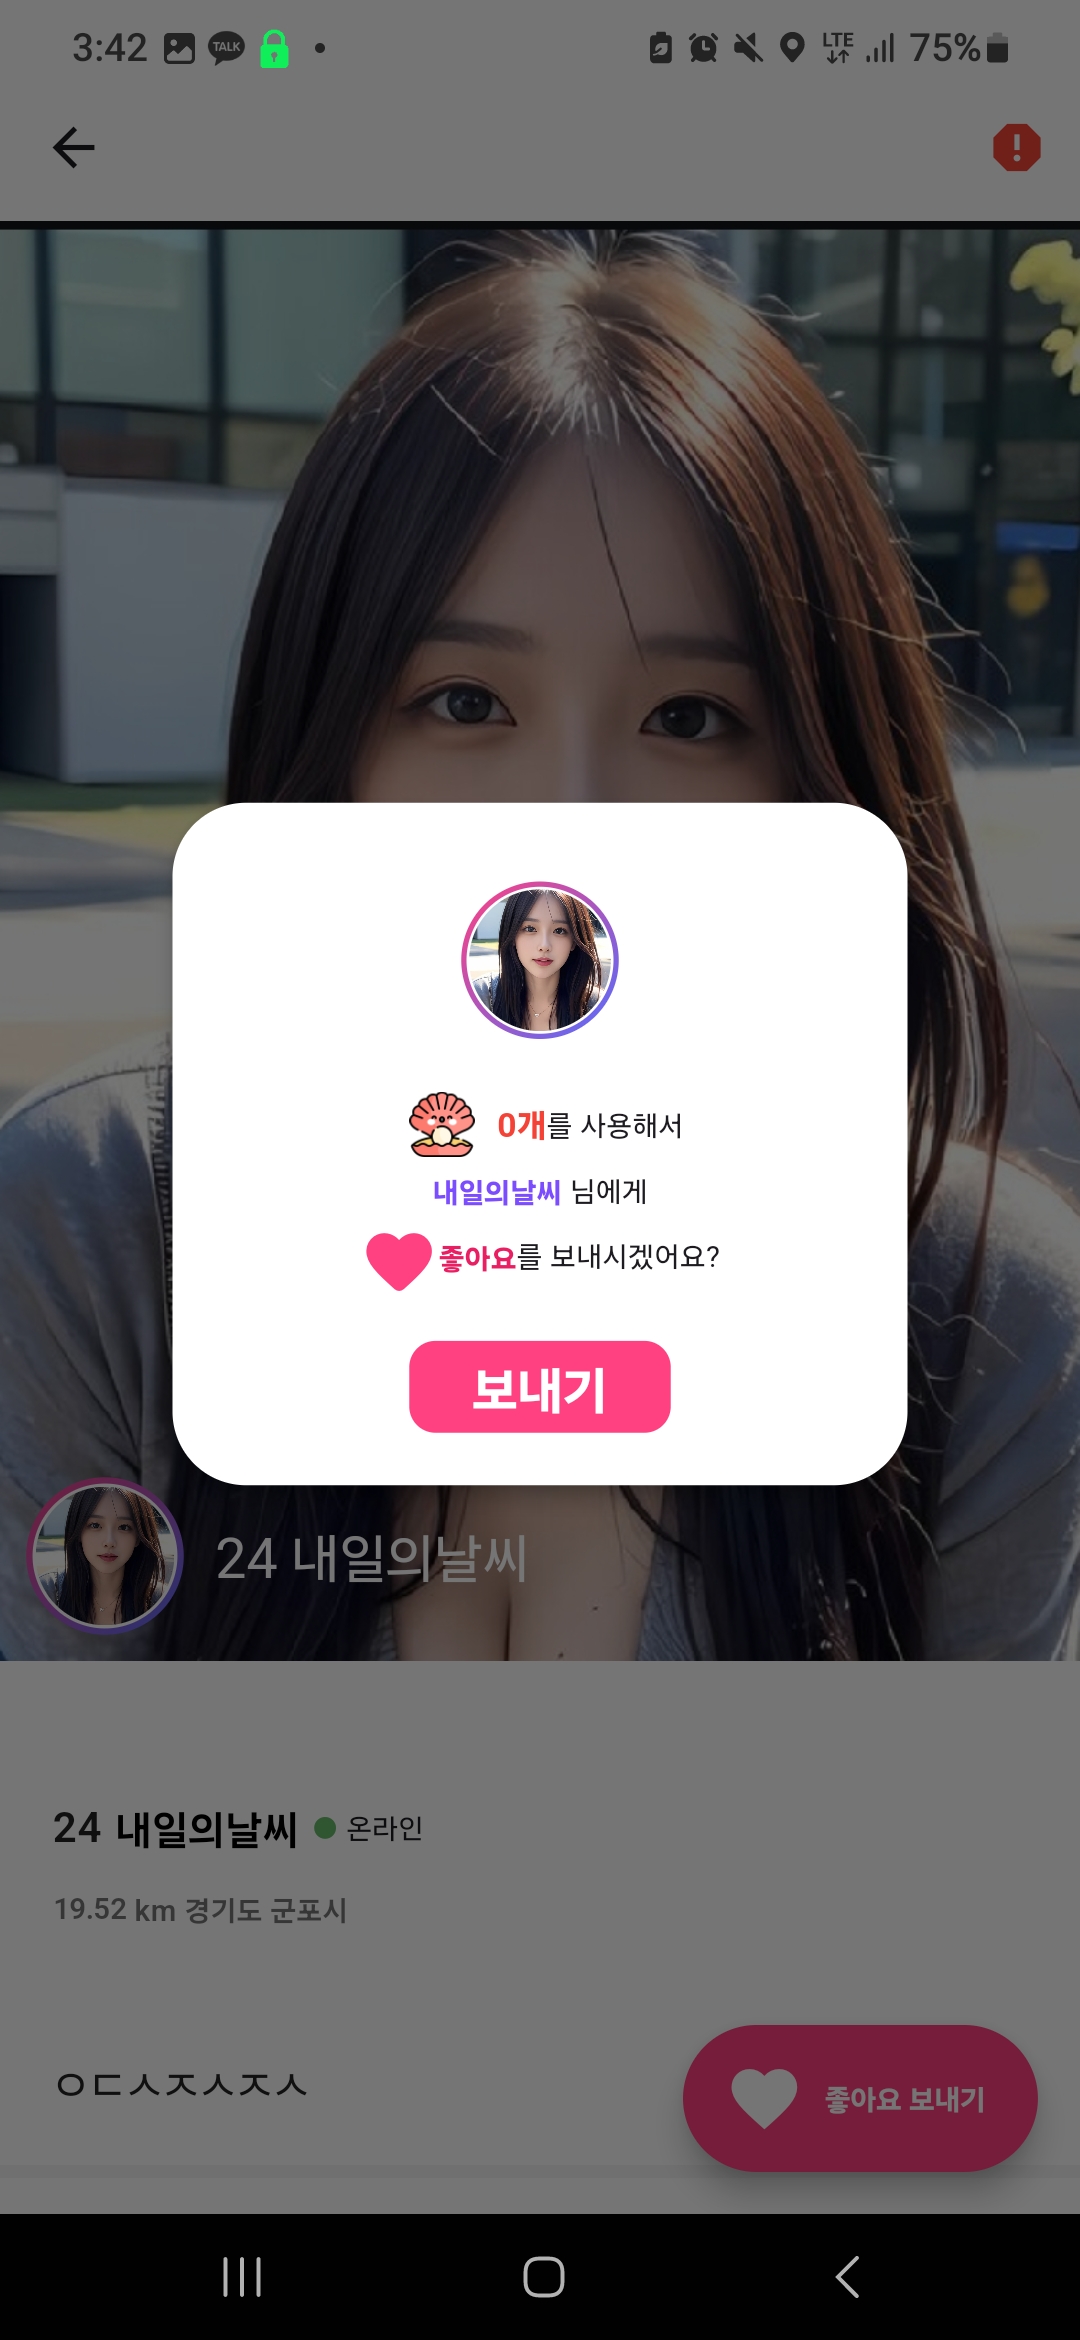 3:42
TALK
LTE
75%
0개를 사용해서
내일의날씨 님에게
좋아요를 보내시겠어요?
보내기
24 내일의날씨
24 내일의날씨 온라인
19.52 km 경기도 군포시
ㅇㄷㅅㅈㅅㅈㅅ
좋아요 보내기